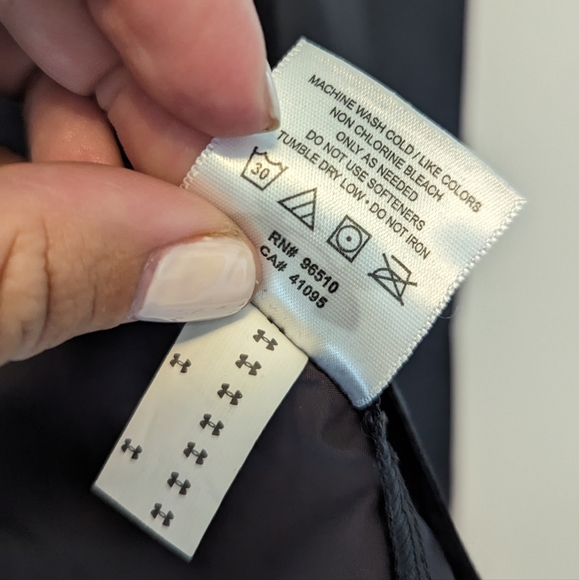 MACHINE WASH COLD / LIKE COLORS
NON CHLORINE BLEACH
ONLY AS NEEDED
DO NOT USE SOFTENERS
TUMBLE DRY LOW • DO NOT IRON
30
RN# 96510
CA# 41095